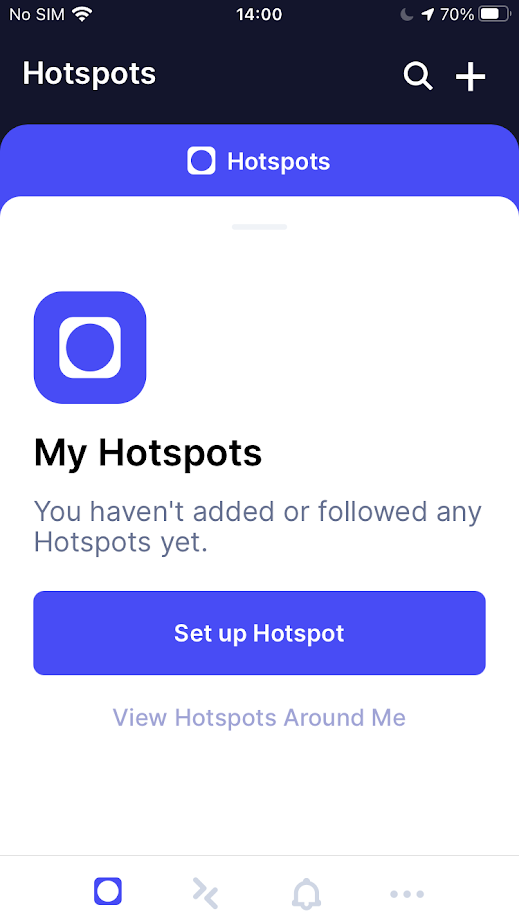 No SIM 14:00 70%
Hotspots
Hotspots
My Hotspots
You haven't added or followed any
Hotspots yet.
Set up Hotspot
View Hotspots Around Me